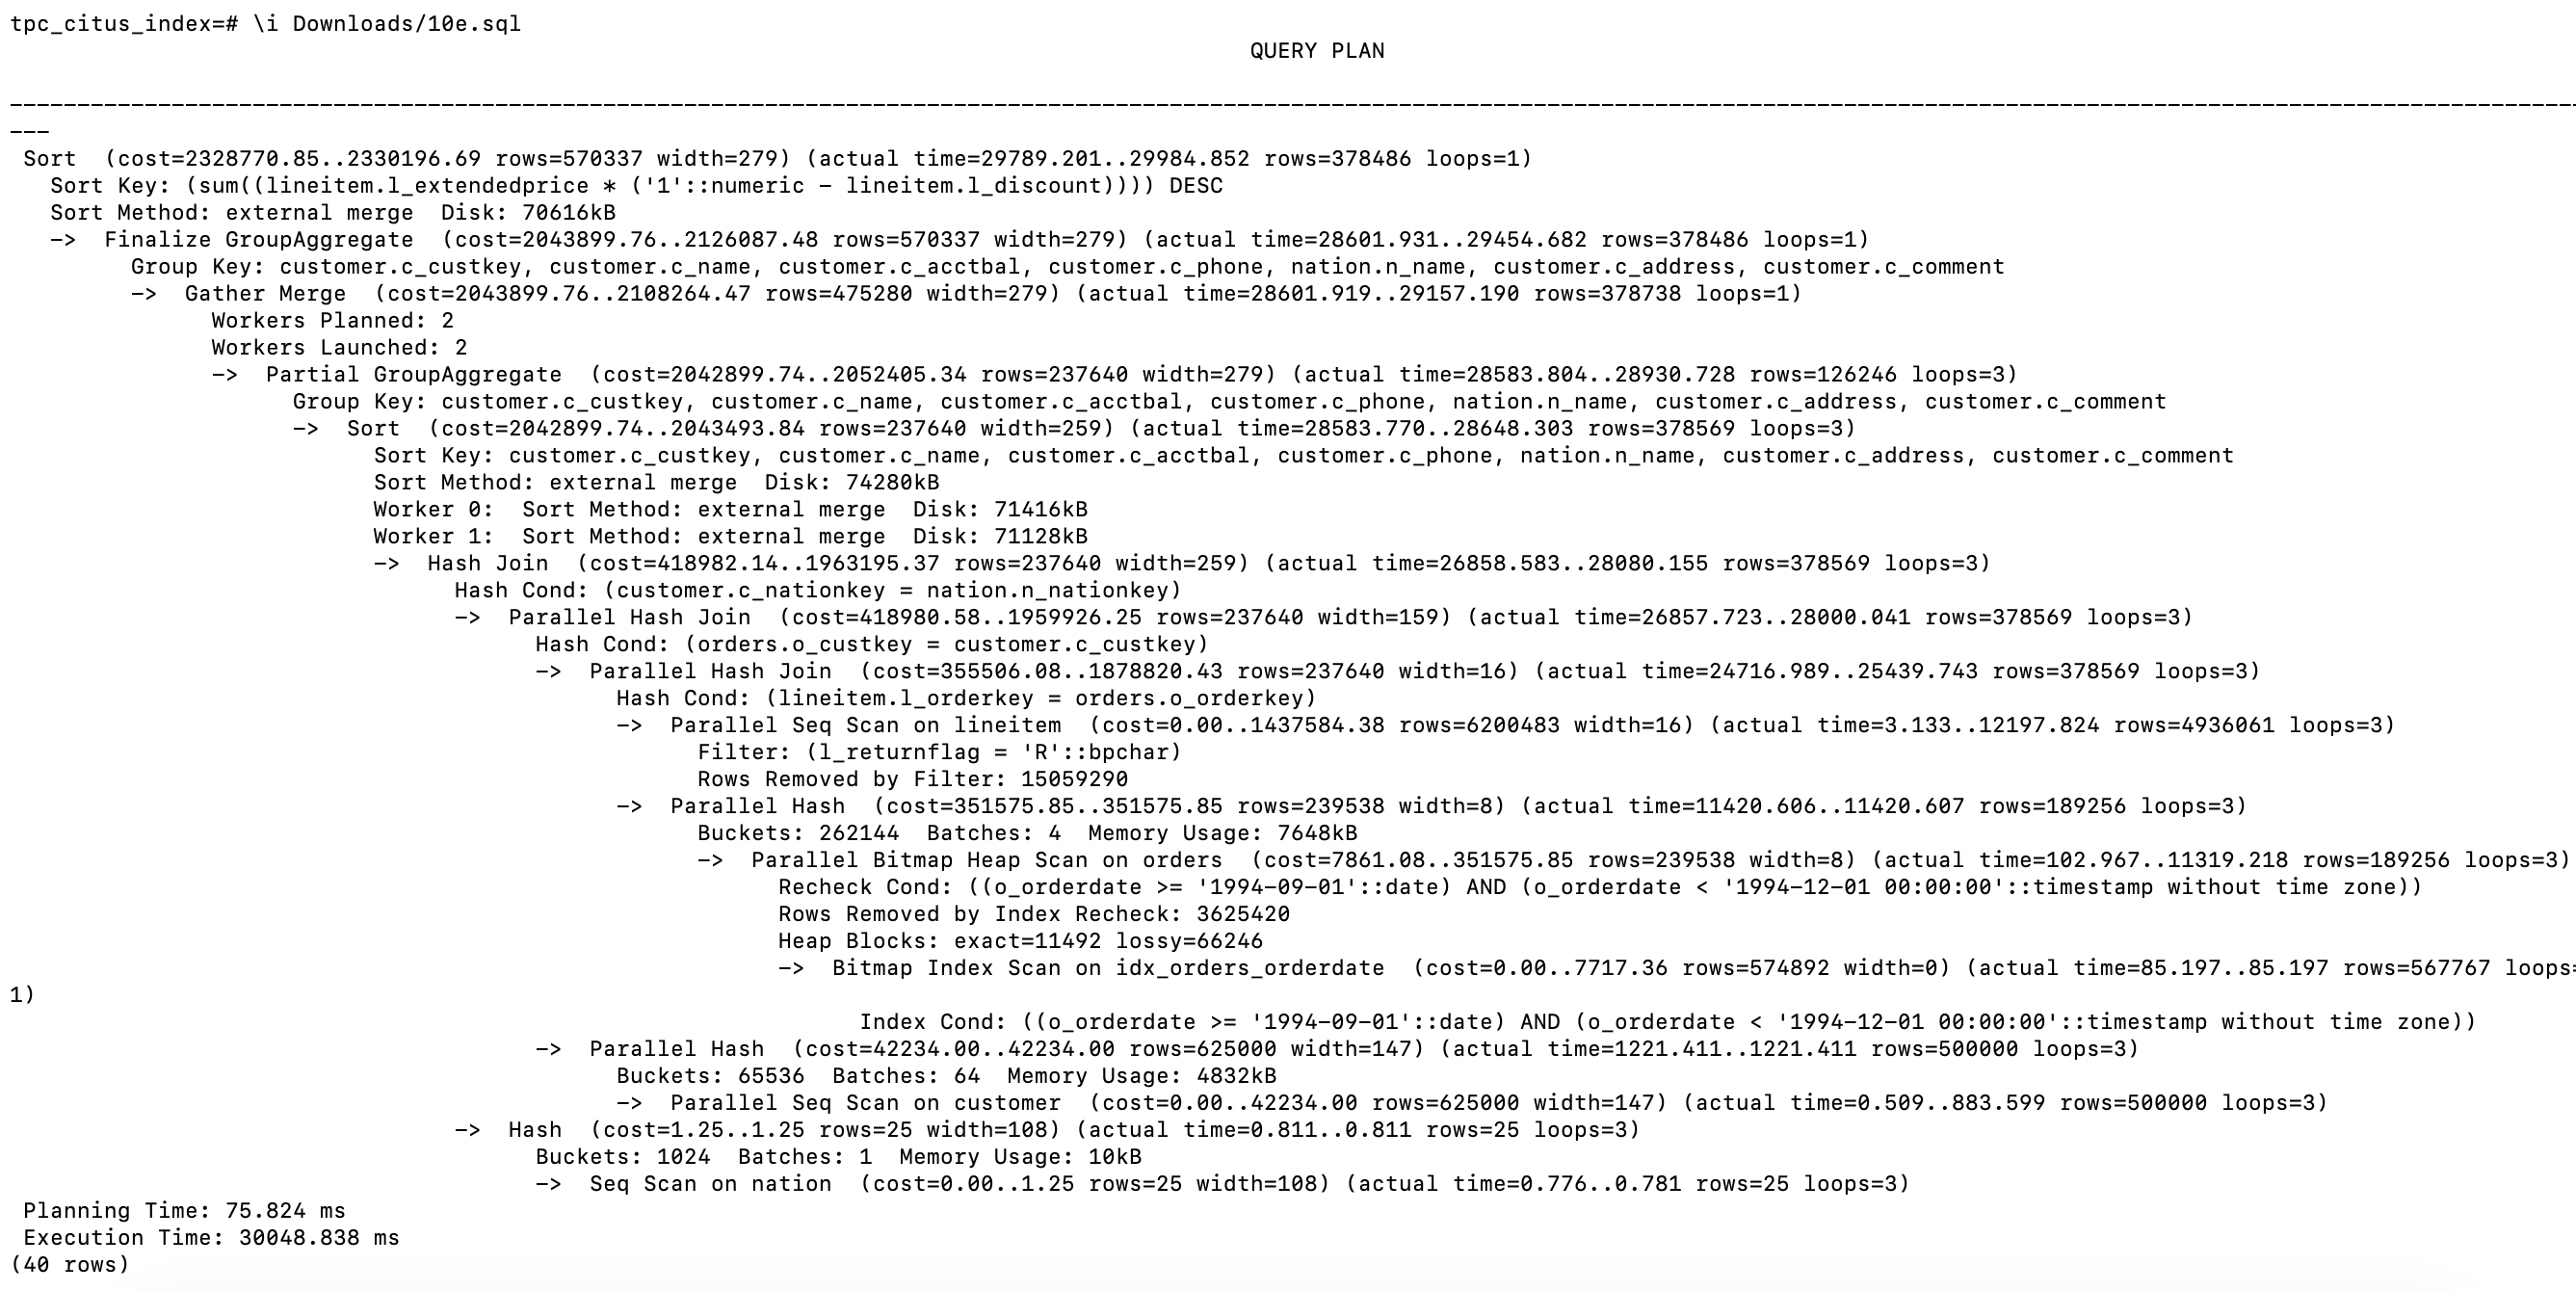 tpc_citus_index=# \i Downloads/10e.sql
QUERY PLAN
---------------------------------------------------------------------------------------------------------------------------------------------------------------------------------------------
---
Sort  (cost=2328770.85..2330196.69 rows=570337 width=279) (actual time=29789.201..29984.852 rows=378486 loops=1)
Sort Key: (sum((lineitem.l_extendedprice * ('1'::numeric - lineitem.l_discount)))) DESC
Sort Method: external merge  Disk: 70616kB
->  Finalize GroupAggregate  (cost=2043899.76..2126087.48 rows=570337 width=279) (actual time=28601.931..29454.682 rows=378486 loops=1)
Group Key: customer.c_custkey, customer.c_name, customer.c_acctbal, customer.c_phone, nation.n_name, customer.c_address, customer.c_comment
->  Gather Merge  (cost=2043899.76..2108264.47 rows=475280 width=279) (actual time=28601.919..29157.190 rows=378738 loops=1)
Workers Planned: 2
Workers Launched: 2
->  Partial GroupAggregate  (cost=2042899.74..2052405.34 rows=237640 width=279) (actual time=28583.804..28930.728 rows=126246 loops=3)
Group Key: customer.c_custkey, customer.c_name, customer.c_acctbal, customer.c_phone, nation.n_name, customer.c_address, customer.c_comment
->  Sort  (cost=2042899.74..2043493.84 rows=237640 width=259) (actual time=28583.770..28648.303 rows=378569 loops=3)
Sort Key: customer.c_custkey, customer.c_name, customer.c_acctbal, customer.c_phone, nation.n_name, customer.c_address, customer.c_comment
Sort Method: external merge  Disk: 74280kB
Worker 0:  Sort Method: external merge  Disk: 71416kB
Worker 1:  Sort Method: external merge  Disk: 71128kB
->  Hash Join  (cost=418982.14..1963195.37 rows=237640 width=259) (actual time=26858.583..28080.155 rows=378569 loops=3)
Hash Cond: (customer.c_nationkey = nation.n_nationkey)
->  Parallel Hash Join  (cost=418980.58..1959926.25 rows=237640 width=159) (actual time=26857.723..28000.041 rows=378569 loops=3)
Hash Cond: (orders.o_custkey = customer.c_custkey)
->  Parallel Hash Join  (cost=355506.08..1878820.43 rows=237640 width=16) (actual time=24716.989..25439.743 rows=378569 loops=3)
Hash Cond: (lineitem.l_orderkey = orders.o_orderkey)
->  Parallel Seq Scan on lineitem  (cost=0.00..1437584.38 rows=6200483 width=16) (actual time=3.133..12197.824 rows=4936061 loops=3)
Filter: (l_returnflag = 'R'::bpchar)
Rows Removed by Filter: 15059290
->  Parallel Hash  (cost=351575.85..351575.85 rows=239538 width=8) (actual time=11420.606..11420.607 rows=189256 loops=3)
Buckets: 262144  Batches: 4  Memory Usage: 7648kB
->  Parallel Bitmap Heap Scan on orders  (cost=7861.08..351575.85 rows=239538 width=8) (actual time=102.967..11319.218 rows=189256 loops=3)
Recheck Cond: ((o_orderdate >= '1994-09-01'::date) AND (o_orderdate < '1994-12-01 00:00:00'::timestamp without time zone))
Rows Removed by Index Recheck: 3625420
Heap Blocks: exact=11492 lossy=66246
->  Bitmap Index Scan on idx_orders_orderdate  (cost=0.00..7717.36 rows=574892 width=0) (actual time=85.197..85.197 rows=567767 loops=
1)
Index Cond: ((o_orderdate >= '1994-09-01'::date) AND (o_orderdate < '1994-12-01 00:00:00'::timestamp without time zone))
->  Parallel Hash  (cost=42234.00..42234.00 rows=625000 width=147) (actual time=1221.411..1221.411 rows=500000 loops=3)
Buckets: 65536  Batches: 64  Memory Usage: 4832kB
->  Parallel Seq Scan on customer  (cost=0.00..42234.00 rows=625000 width=147) (actual time=0.509..883.599 rows=500000 loops=3)
->  Hash  (cost=1.25..1.25 rows=25 width=108) (actual time=0.811..0.811 rows=25 loops=3)
Buckets: 1024  Batches: 1  Memory Usage: 10kB
->  Seq Scan on nation  (cost=0.00..1.25 rows=25 width=108) (actual time=0.776..0.781 rows=25 loops=3)
Planning Time: 75.824 ms
Execution Time: 30048.838 ms
(40 rows)